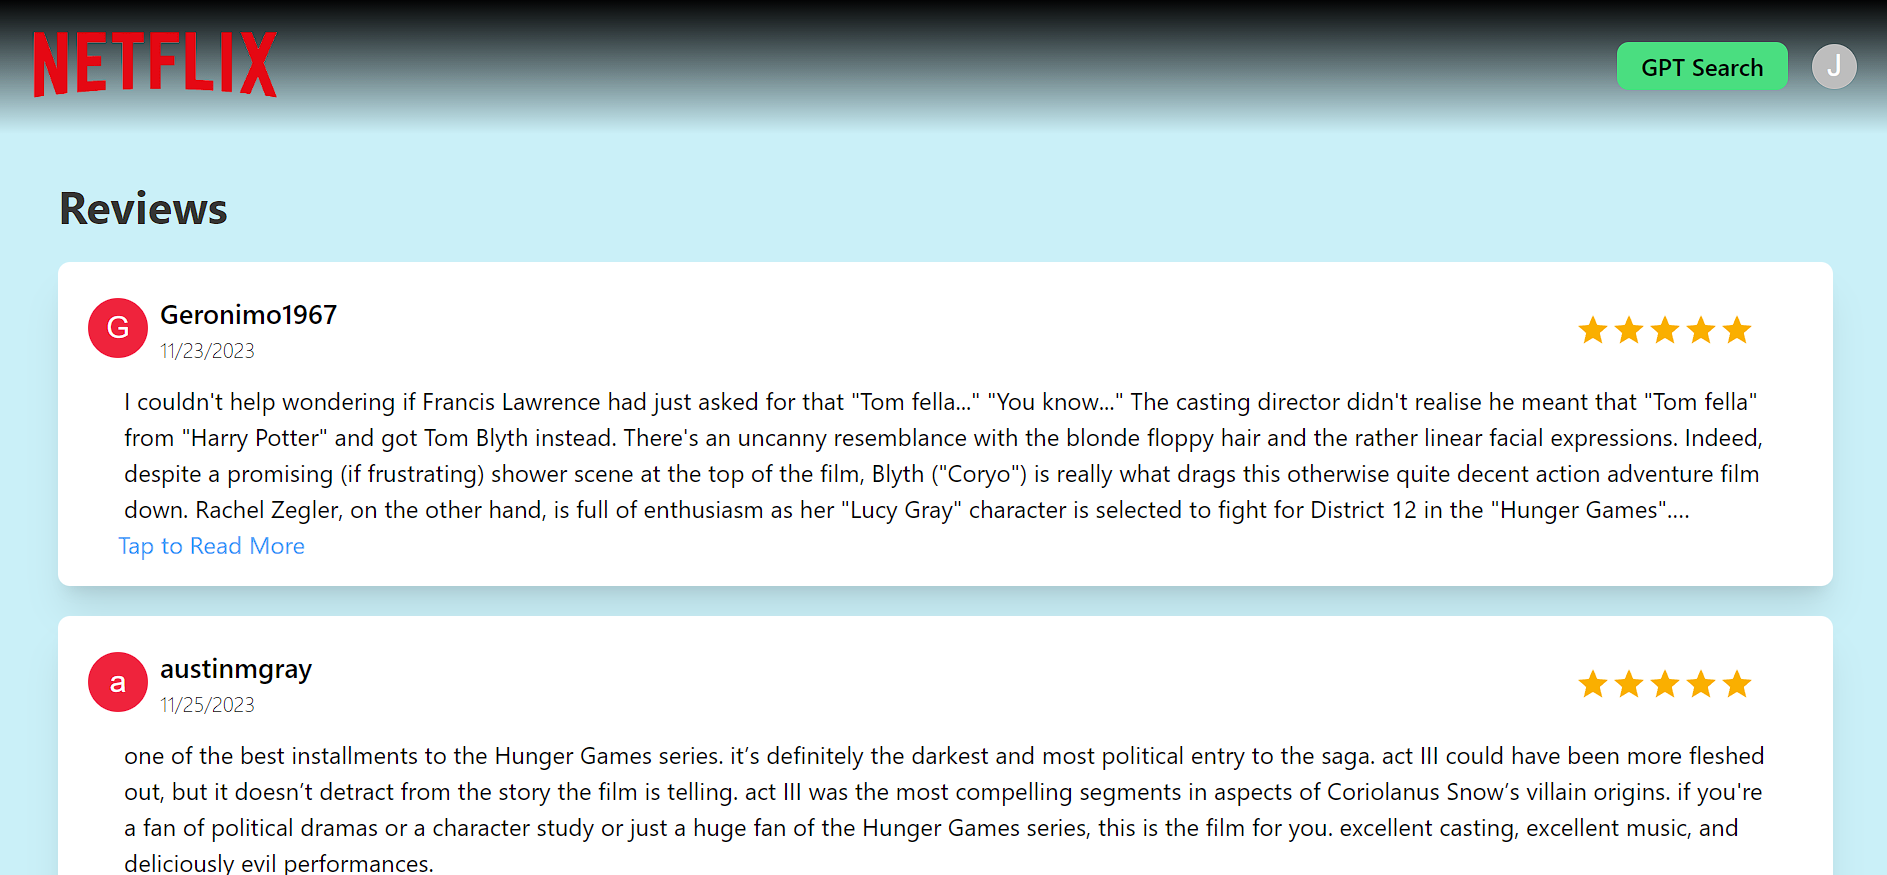 NETFLIX
GPT Search
J
Reviews
G
Geronimo1967
11/23/2023
I couldn't help wondering if Francis Lawrence had just asked for that "Tom fella..." "You know..." The casting director didn't realise he meant that "Tom fella"
from "Harry Potter" and got Tom Blyth instead. There's an uncanny resemblance with the blonde floppy hair and the rather linear facial expressions. Indeed,
despite a promising (if frustrating) shower scene at the top of the film, Blyth ("Coryo") is really what drags this otherwise quite decent action adventure film
down. Rachel Zegler, on the other hand, is full of enthusiasm as her "Lucy Gray" character is selected to fight for District 12 in the "Hunger Games"....
Tap to Read More
a
austinmgray
11/25/2023
one of the best installments to the Hunger Games series. it’s definitely the darkest and most political entry to the saga. act III could have been more fleshed
out, but it doesn’t detract from the story the film is telling. act III was the most compelling segments in aspects of Coriolanus Snow’s villain origins. if you're
a fan of political dramas or a character study or just a huge fan of the Hunger Games series, this is the film for you. excellent casting, excellent music, and
deliciously evil performances.